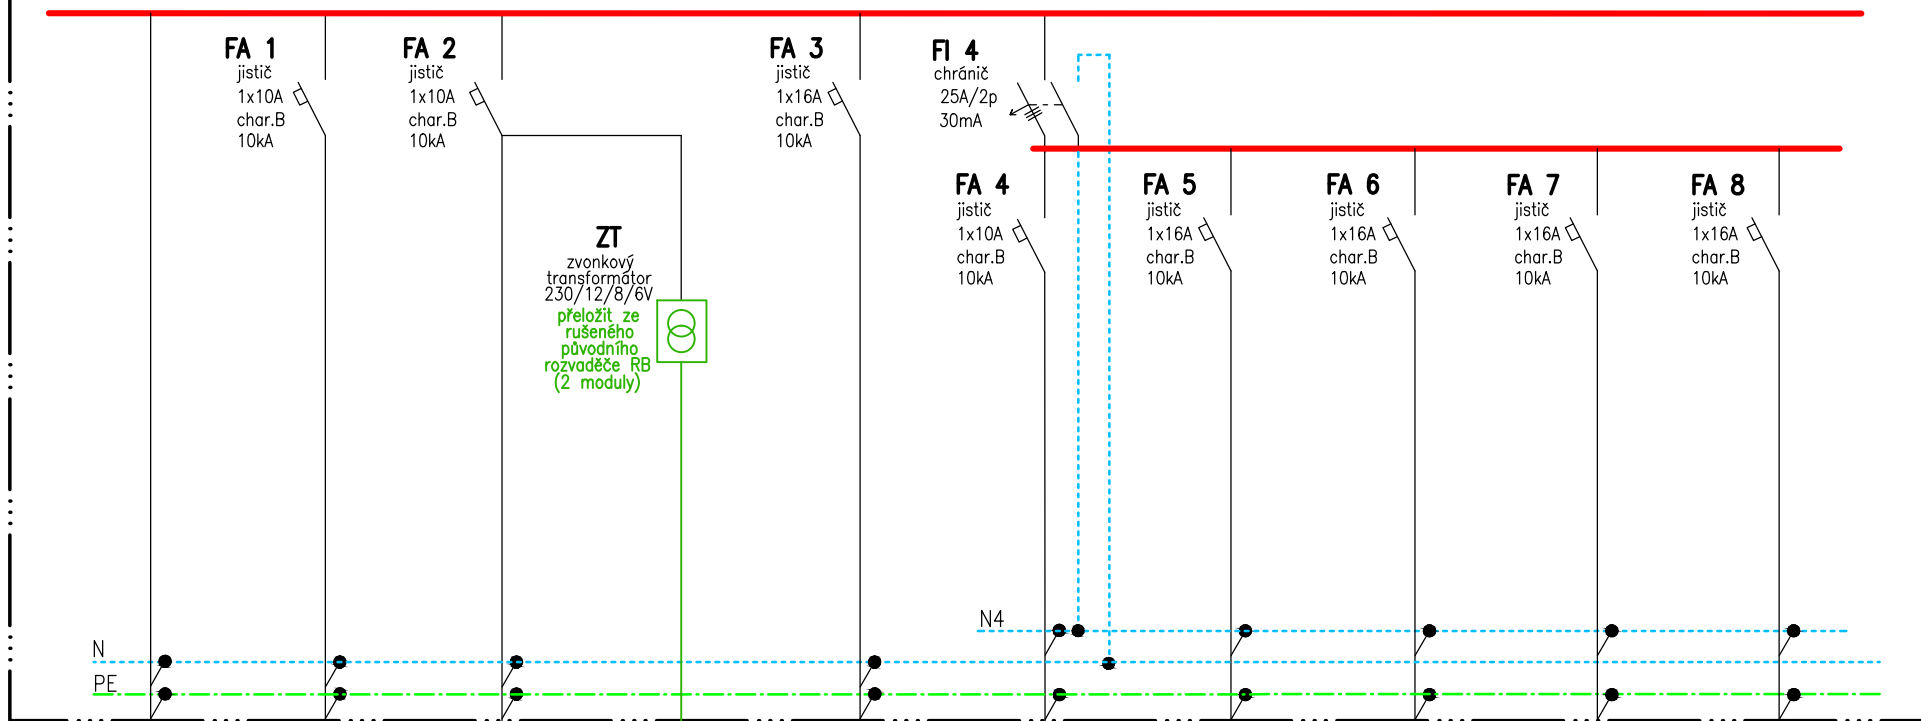 FA 1
jistič
1x10A
char.B
10kA
FA 2
jistič
1x10A
char.B
10kA
ZT
zvonkový
transformátor
230/12/8/6V
přeložit ze
rušeného
původního
rozvaděče RB
(2 moduly)
FA 3
jistič
1x16A
char.B
10kA
FI 4
chránič
25A/2p
30mA
FA 4
jistič
1x10A
char.B
10kA
FA 5
jistič
1x16A
char.B
10kA
FA 6
jistič
1x16A
char.B
10kA
FA 7
jistič
1x16A
char.B
10kA
FA 8
jistič
1x16A
char.B
10kA
N4
N
PE